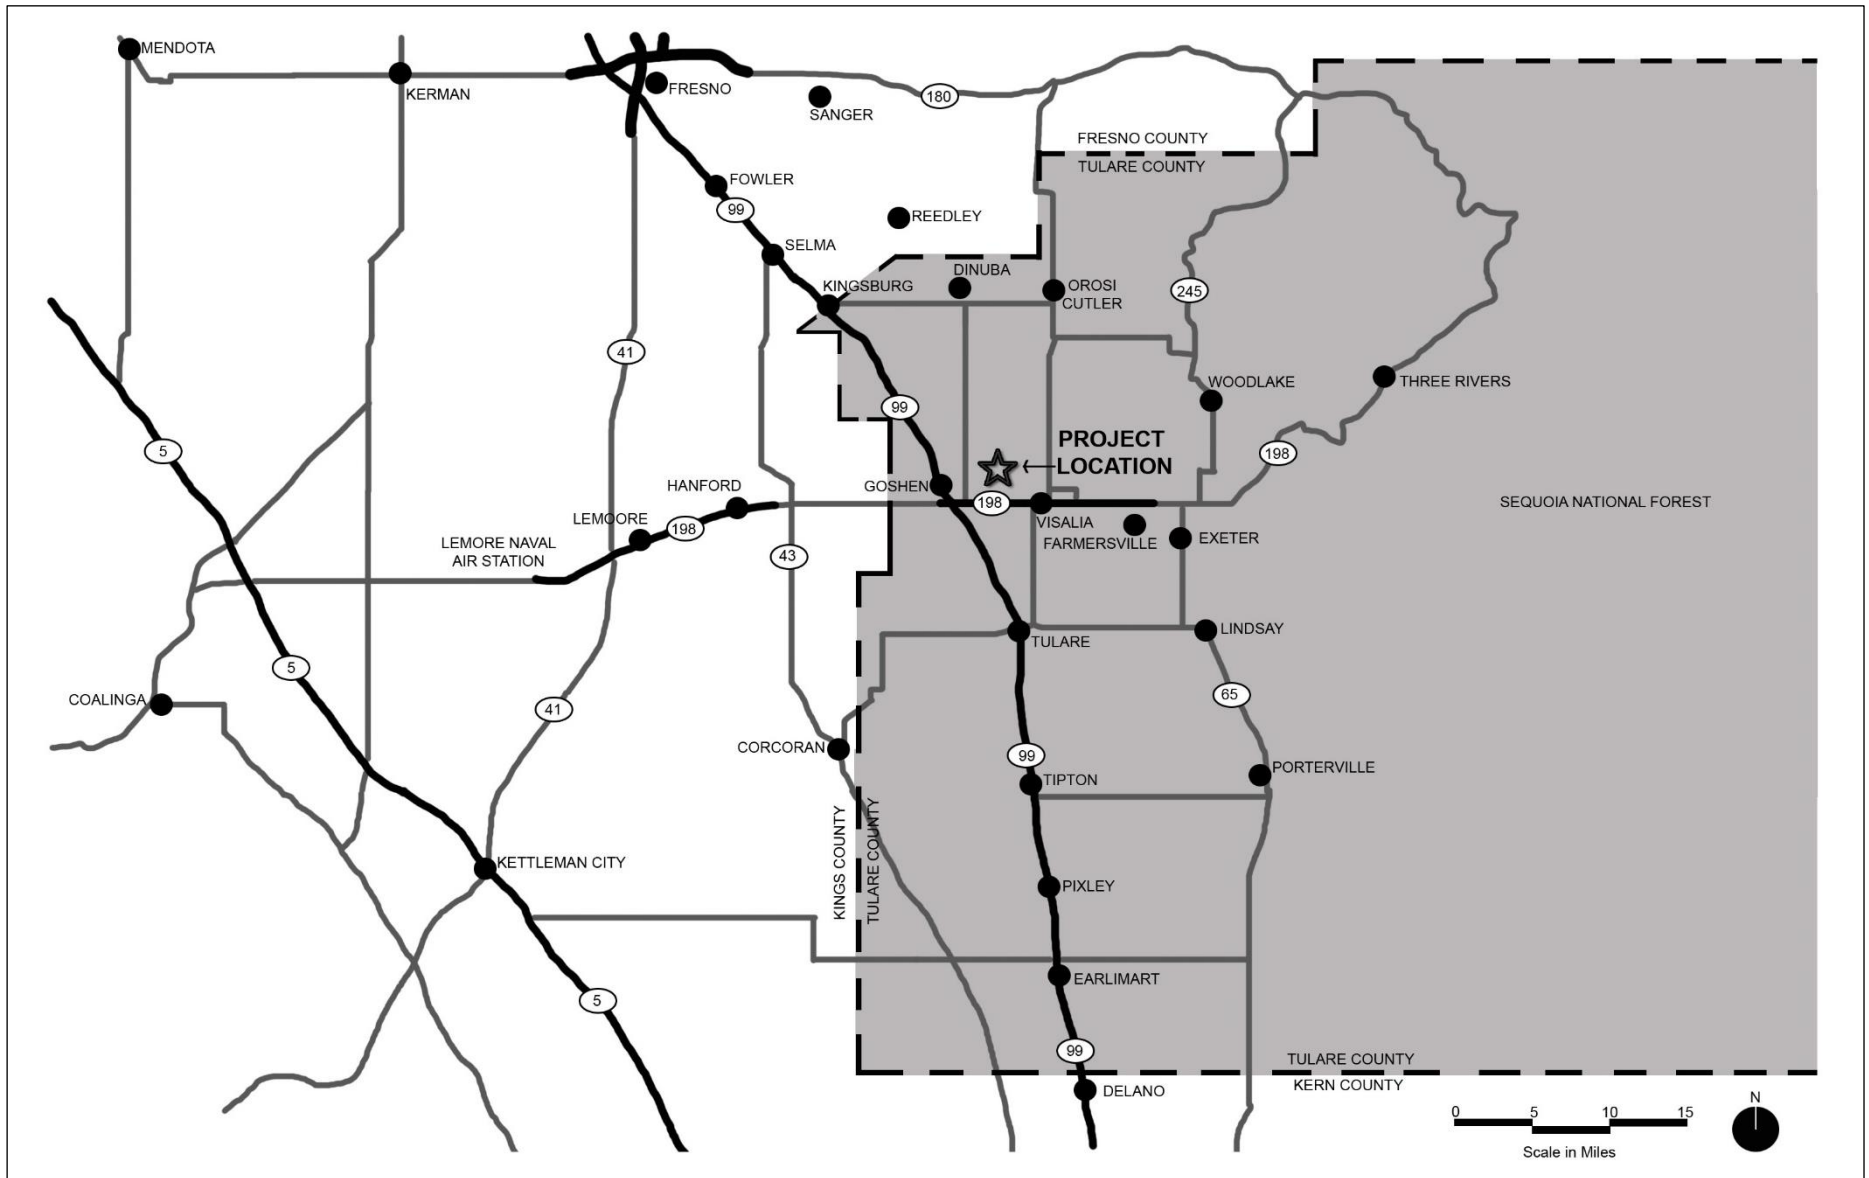 MENDOTA
KERMAN
FRESNO
SANGER
180
FRESNO COUNTY
TULARE COUNTY
FOWLER
99
REEDLEY
SELMA
DINUBA
KINGSBURG
OROSI
CUTLER
245
41
THREE RIVERS
WOODLAKE
99
PROJECT
LOCATION
5
198
HANFORD
GOSHEN
198
SEQUOIA NATIONAL FOREST
LEMOORE
198
VISALIA
FARMERSVILLE
EXETER
LEMORE NAVAL
AIR STATION
43
TULARE
LINDSAY
5
65
COALINGA
41
CORCORAN
99
PORTERVILLE
TIPTON
KINGS COUNTY
TULARE COUNTY
KETTLEMAN CITY
PIXLEY
EARLIMART
5
99
TULARE COUNTY
KERN COUNTY
DELANO
N
0 5 10 15
Scale in Miles